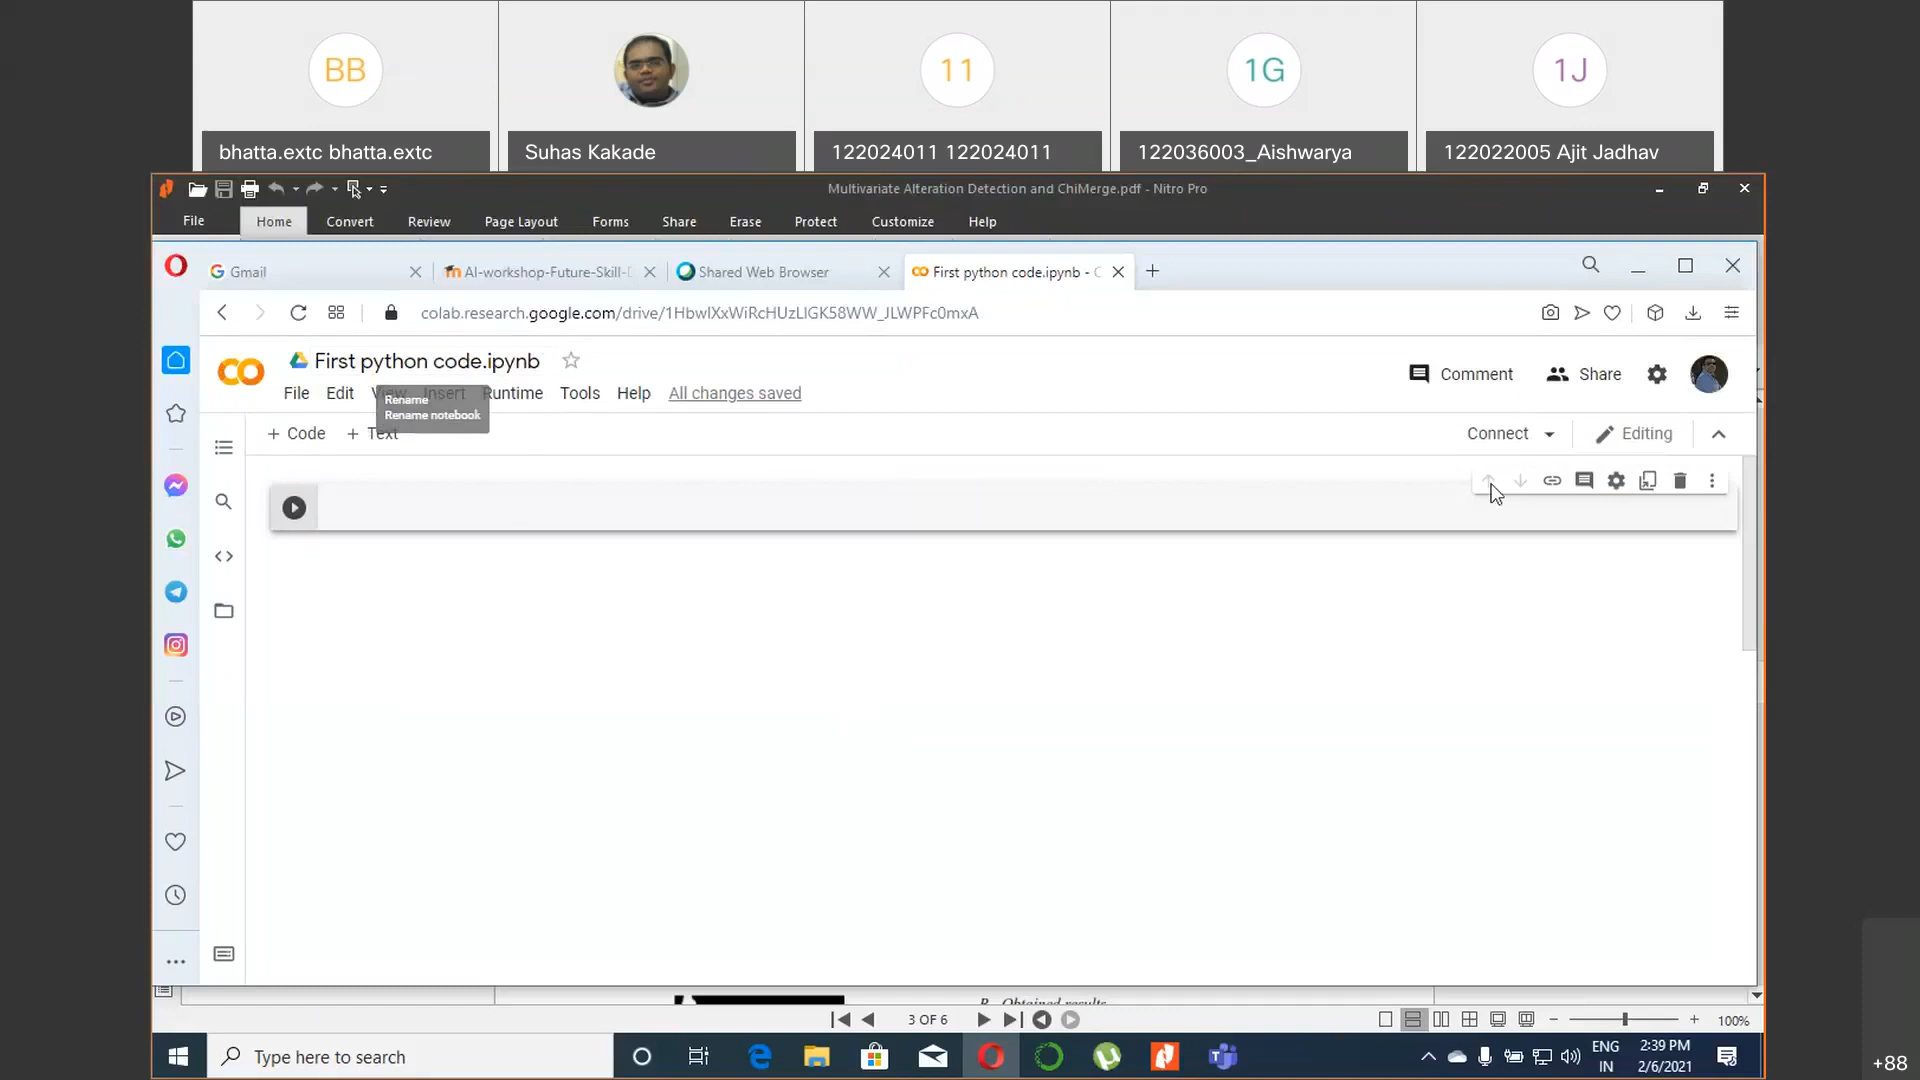 BB
11
1G
1J
bhatta.extc bhatta.extc
Suhas Kakade
122024011 122024011
122036003_Aishwarya
122022005 Ajit Jadhav
Multivariate Alteration Detection and ChiMerge.pdf - Nitro Pro
File
Home
Convert
Review
Page Layout
Forms
Share
Erase
Protect
Customize
Help
Gmail
AI-workshop-Future-Skill-
Shared Web Browser
First python code.ipynb - C
colab.research.google.com/drive/
First python code.ipynb
Comment
Share
File
Edit
View
Insert
Runtime
Tools
Help
All changes saved
Rename
Rename notebook
+ Code
+ Text
Connect
Editing
B. Obtained results
3 OF 6
100%
Type here to search
ENG
IN
2:39 PM
2/6/2021
+88